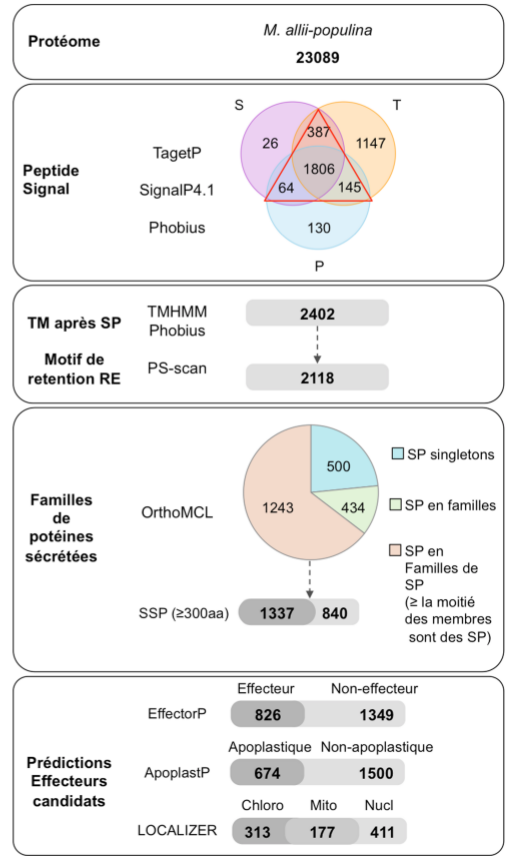 Protéome
M. allii-populina
23089
Peptide
Signal
TagetP
SignalP4.1
Phobius
S
T
26
387
1147
1806
64
145
130
P
TM après SP
TMHMM
Phobius
2402
Motif de
retention RE
PS-scan
2118
Familles
de
potéines
sécrétées
OrthoMCL
500
434
1243
SP singletons
SP en familles
SP en
Familles de
SP
(≥ la moitié
des membres
sont des SP)
SSP (≥300aa)
1337
840
Prédictions
Effecteurs
candidats
Effecteur Non-effecteur
EffectorP
826
1349
Apoplastique Non-apoplastique
ApoplastP
674
1500
Chloro Mito Nucl
LOCALIZER
313
177
411